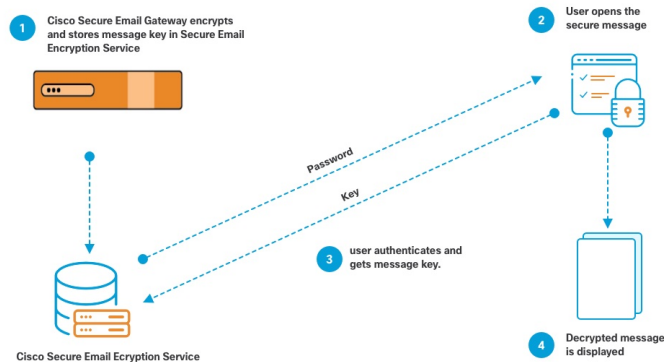 1
Cisco Secure Email Gateway encrypts
and stores message key in Secure Email
Encryption Service
2
User opens the
secure message
Password
Key
3
user authenticates and
gets message key.
Cisco Secure Email Ecryption Service
4
Decrypted message
is displayed